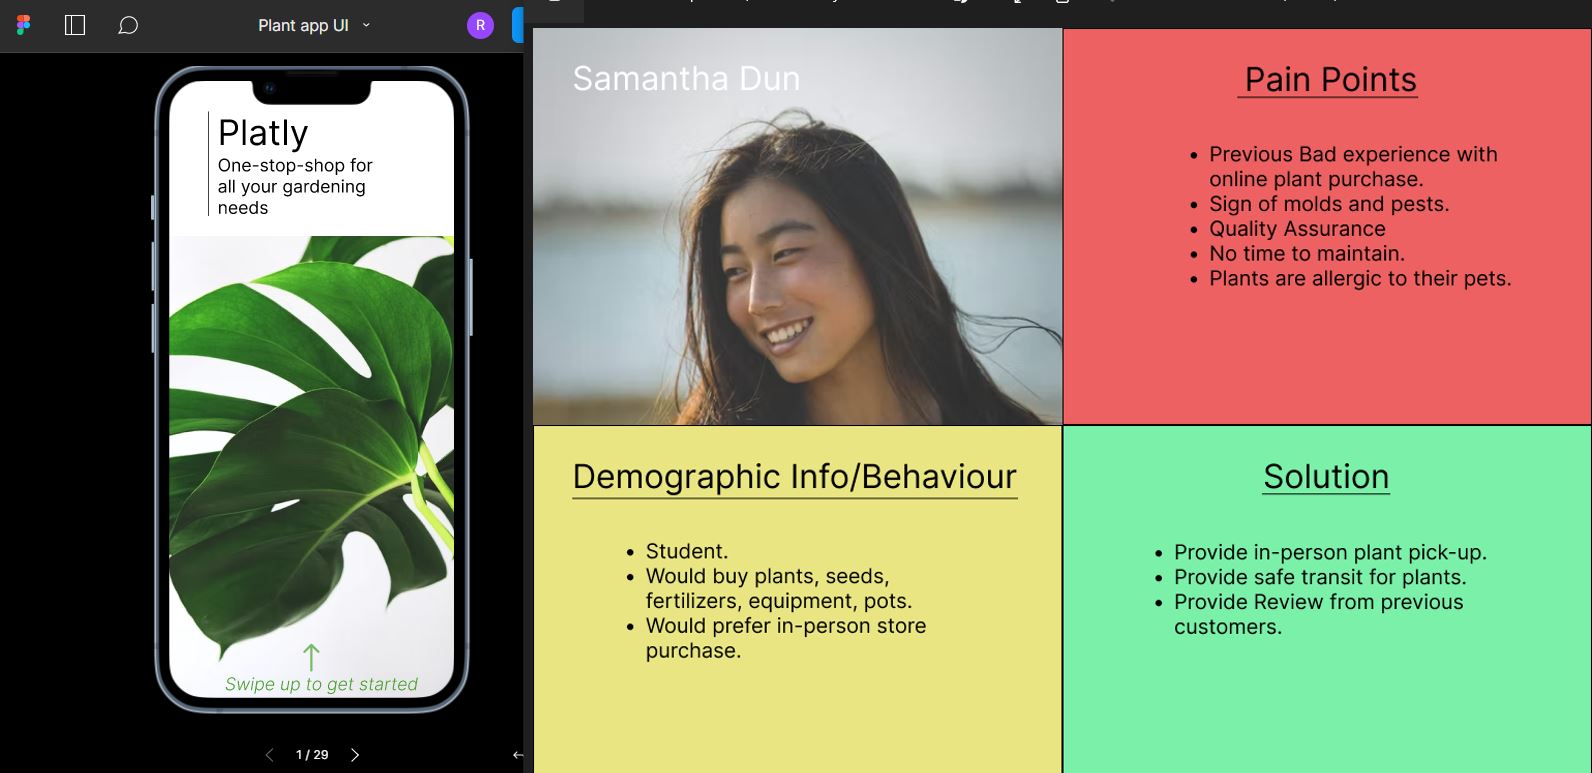 Plant app UI
R
Platly
One-stop-shop for
all your gardening
needs
Swipe up to get started
1 / 29
Samantha Dun
Pain Points
• Previous Bad experience with
online plant purchase.
• Sign of molds and pests.
• Quality Assurance
• No time to maintain.
• Plants are allergic to their pets.
Demographic Info/Behaviour
• Student.
• Would buy plants, seeds,
fertilizers, equipment, pots.
• Would prefer in-person store
purchase.
Solution
• Provide in-person plant pick-up.
• Provide safe transit for plants.
• Provide Review from previous
customers.